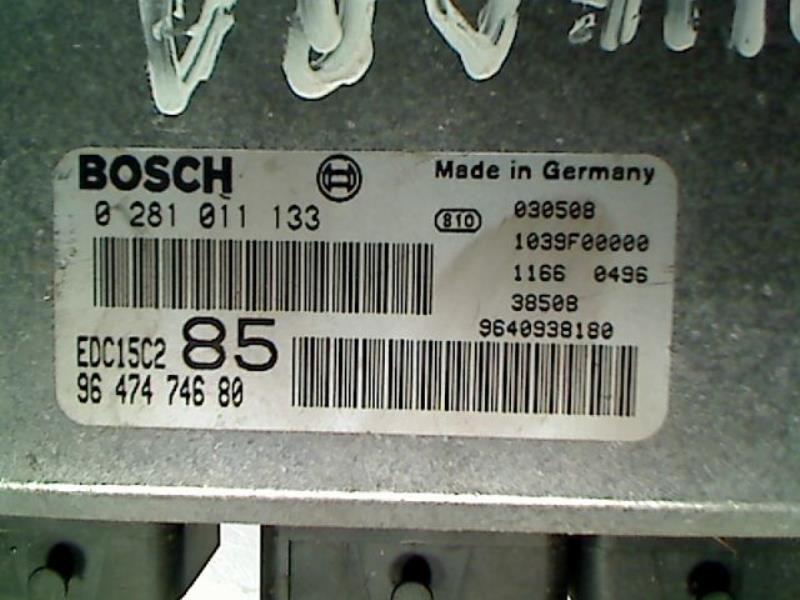 BOSCH
Made in Germany
0 281 011 133
810
030508
1039F00000
1166 0496
38508
9640938180
EDC15C2 85
96 474 746 80